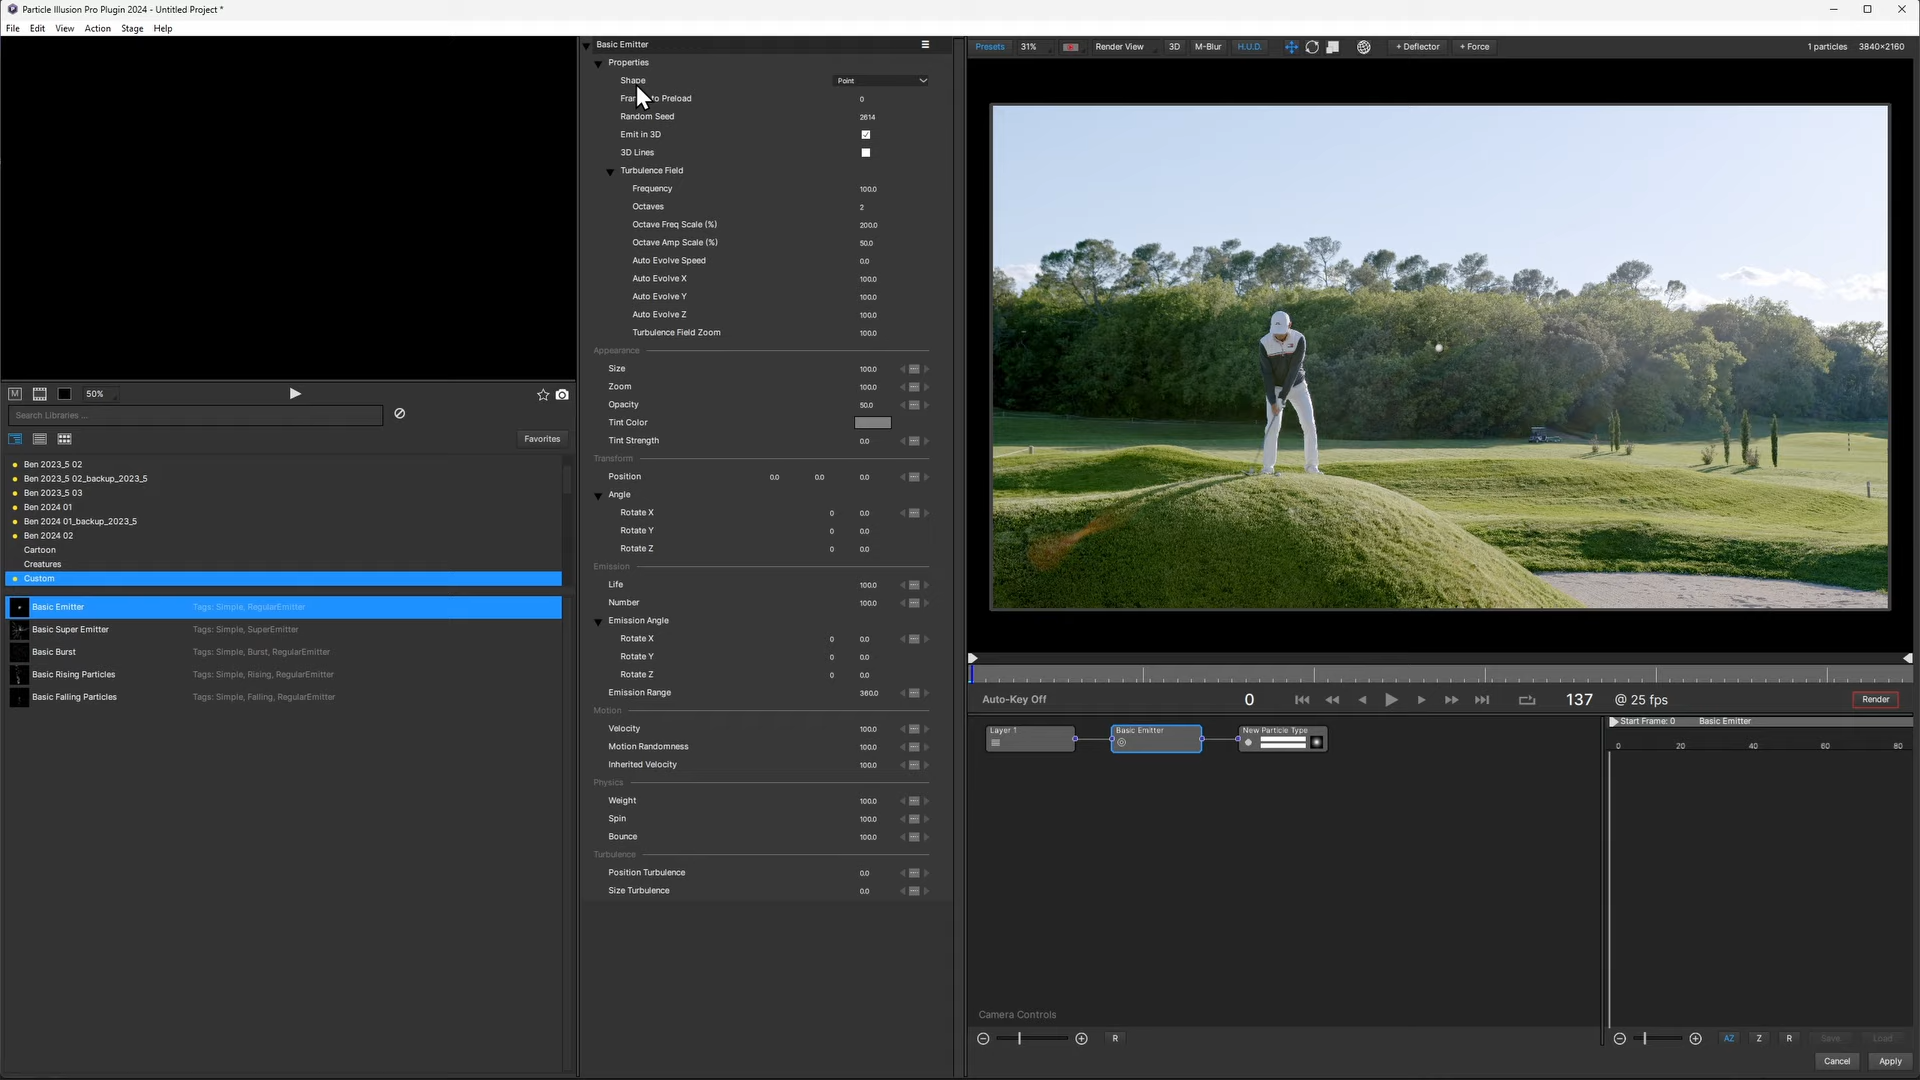 Particle Illusion Pro Plugin 2024 - Untitled Project *
File Edit View Action Stage Help
50%
Search Libraries ...
Favorites
Ben 2023_5 02
Ben 2023_5 02_backup_2023_5
Ben 2023_5 03
Ben 2024 01
Ben 2024 01_backup_2023_5
Ben 2024 02
Cartoon
Creatures
Custom
Basic Emitter Tags: Simple, RegularEmitter
Basic Super Emitter Tags: Simple, SuperEmitter
Basic Burst Tags: Simple, Burst, RegularEmitter
Basic Rising Particles Tags: Simple, Rising, RegularEmitter
Basic Falling Particles Tags: Simple, Falling, RegularEmitter
Basic Emitter
Properties
Shape Point
to Preload 0
Random Seed 2614
Emit in 3D
3D Lines
Turbulence Field
Frequency 100.0
Octaves 2
Octave Freq Scale (%) 200.0
Octave Amp Scale (%) 50.0
Auto Evolve Speed 0.0
Auto Evolve X 100.0
Auto Evolve Y 100.0
Auto Evolve Z 100.0
Turbulence Field Zoom 100.0
Appearance
Size 100.0
Zoom 100.0
Opacity 50.0
Tint Color
Tint Strength 0.0
Transform
Position 0.0 0.0 0.0
Angle
Rotate X 0 0.0
Rotate Y 0 0.0
Rotate Z 0 0.0
Emission
Life 100.0
Number 100.0
Emission Angle
Rotate X 0 0.0
Rotate Y 0 0.0
Rotate Z 0 0.0
Emission Range 360.0
Motion
Velocity 100.0
Motion Randomness 100.0
Inherited Velocity 100.0
Physics
Weight 100.0
Spin 100.0
Bounce 100.0
Turbulence
Position Turbulence 0.0
Size Turbulence 0.0
Presets 31% Render View 3D M-Blur H.U.D. + Deflector + Force 1 particles 3840×2160
Auto-Key Off 0 137 @ 25 fps Render
Layer 1 Basic Emitter New Particle Type
Start Frame: 0 Basic Emitter
0 20 40 60 80
Camera Controls
R
AZ Z R Save Load
Cancel Apply